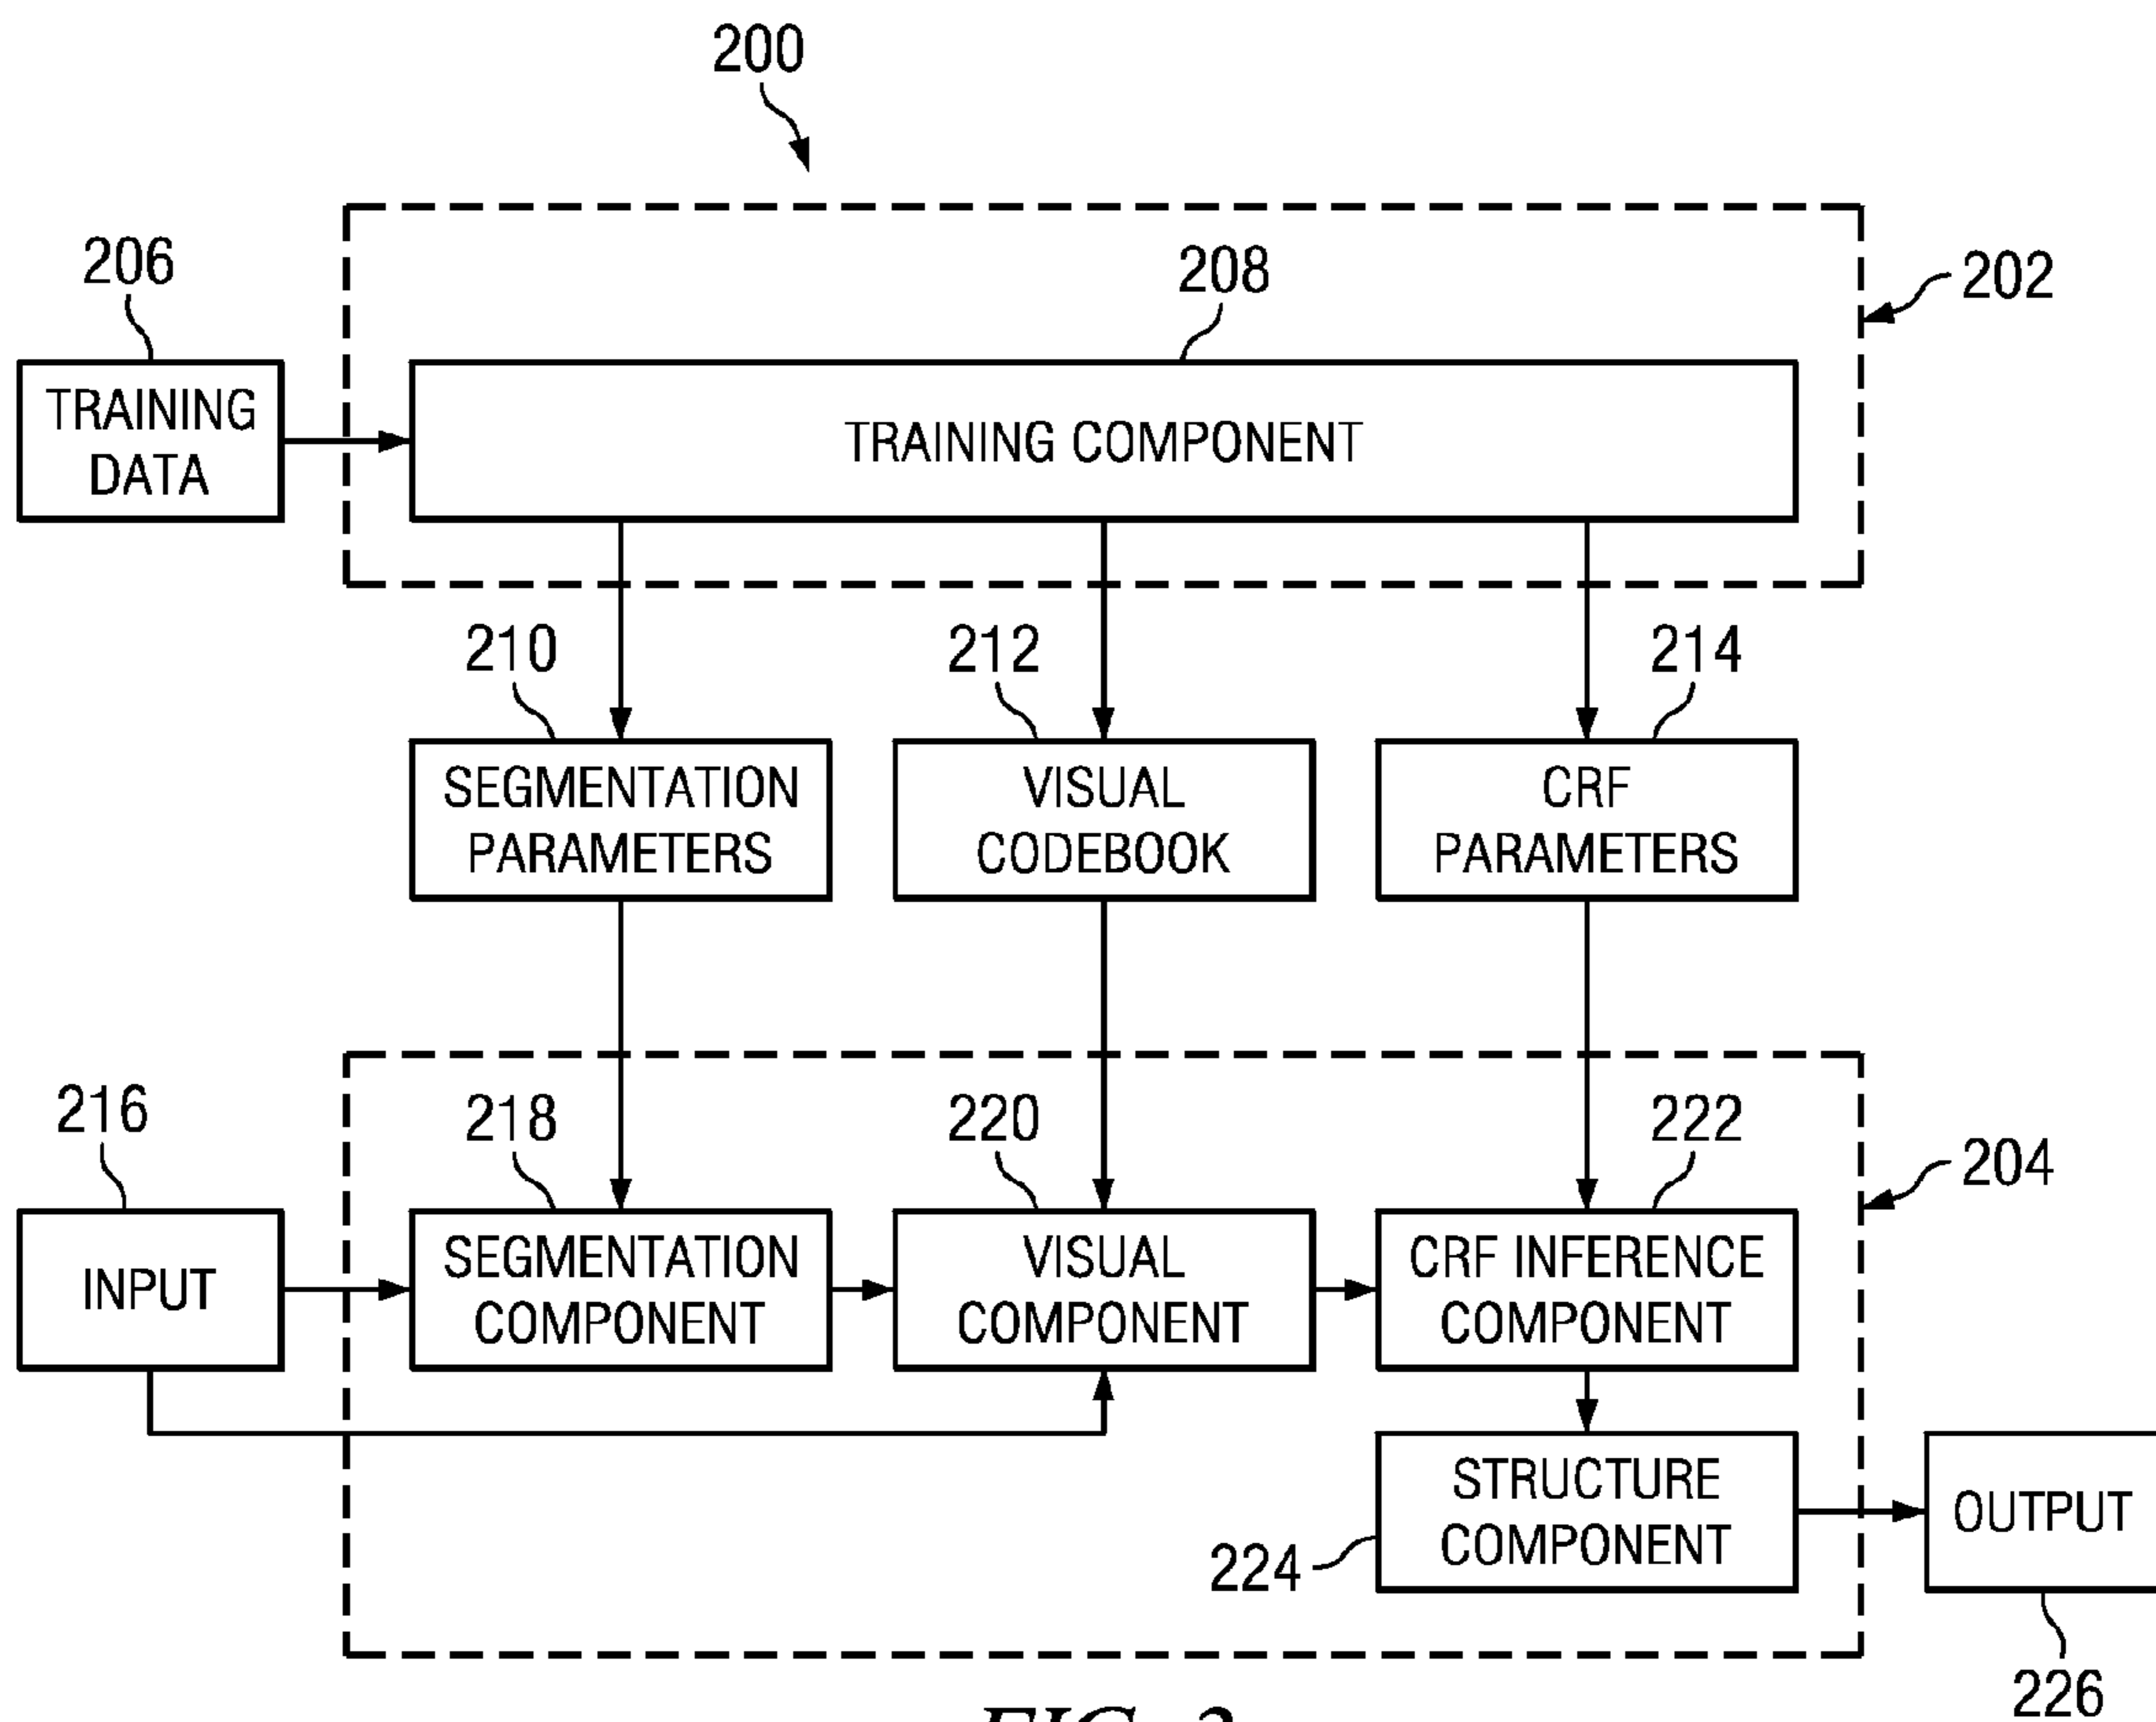 200
206
208
202
TRAINING
DATA
TRAINING COMPONENT
210
212
214
SEGMENTATION
PARAMETERS
VISUAL
CODEBOOK
CRF
PARAMETERS
216
218
220
222
204
INPUT
SEGMENTATION
COMPONENT
VISUAL
COMPONENT
CRF INFERENCE
COMPONENT
STRUCTURE
COMPONENT
224
OUTPUT
226
FIG.